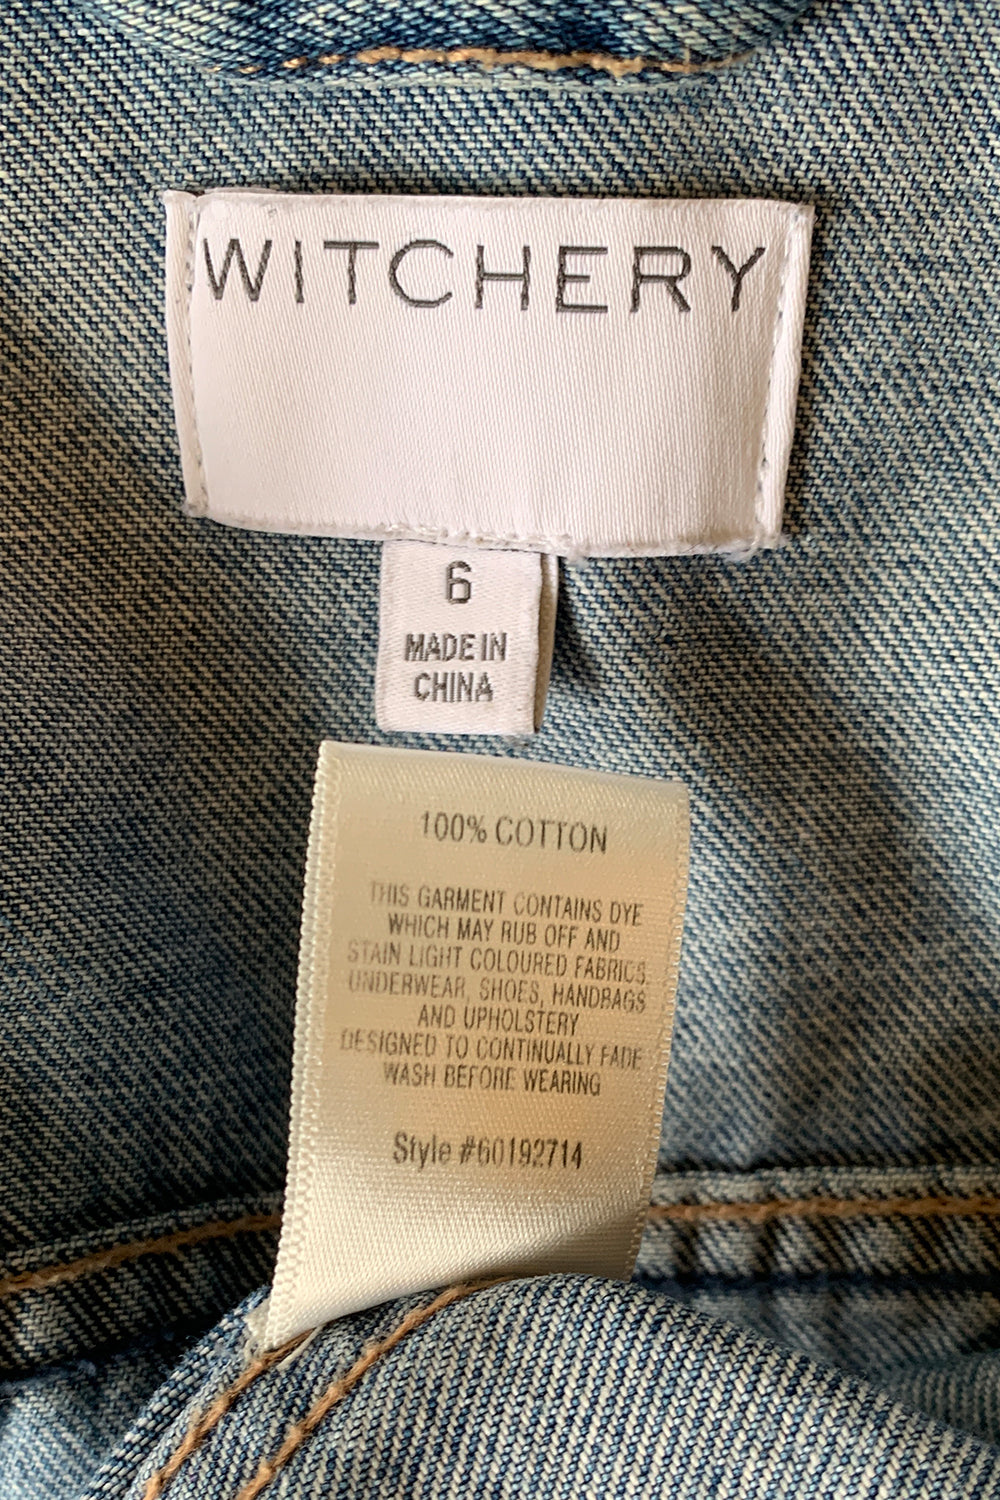 WITCHERY
6
MADE IN
CHINA
100% COTTON
THIS GARMENT CONTAINS DYE
WHICH MAY RUB OFF AND
STAIN LIGHT COLOURED FABRICS,
UNDERWEAR, SHOES, HANDBAGS
AND UPHOLSTERY
DESIGNED TO CONTINUALLY FADE
WASH BEFORE WEARING
Style #60192714